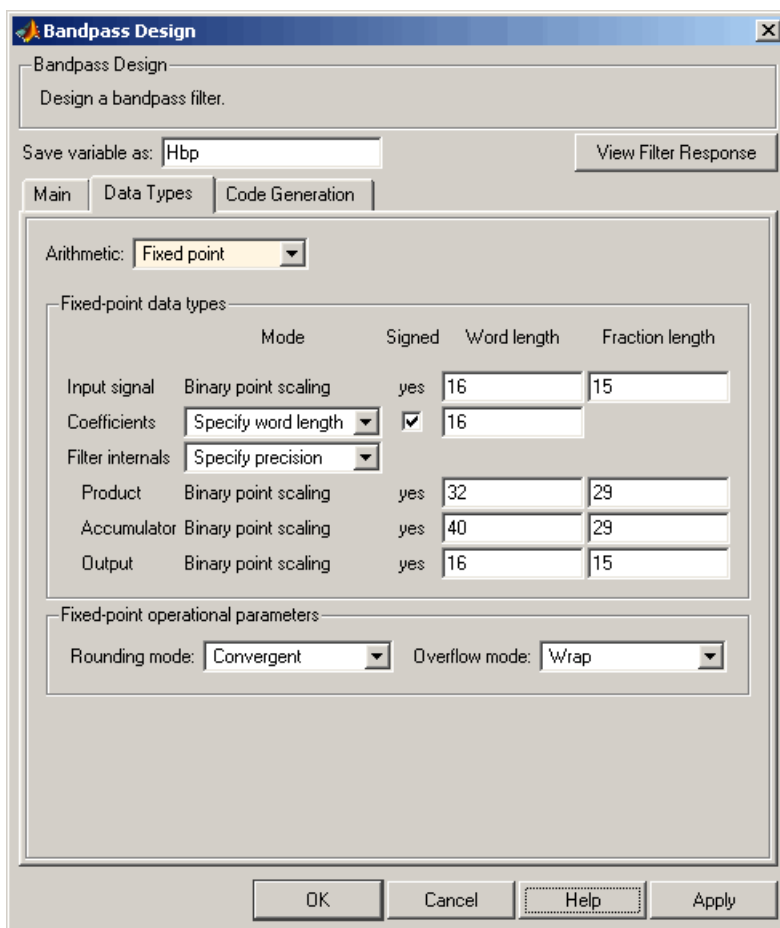 Bandpass Design
Bandpass Design
Design a bandpass filter.
Save variable as: Hbp View Filter Response
Main Data Types Code Generation
Arithmetic: Fixed point
Fixed-point data types
Mode Signed Word length Fraction length
Input signal Binary point scaling yes 16 15
Coefficients Specify word length 16
Filter internals Specify precision
Product Binary point scaling yes 32 29
Accumulator Binary point scaling yes 40 29
Output Binary point scaling yes 16 15
Fixed-point operational parameters
Rounding mode: Convergent Overflow mode: Wrap
OK Cancel Help Apply